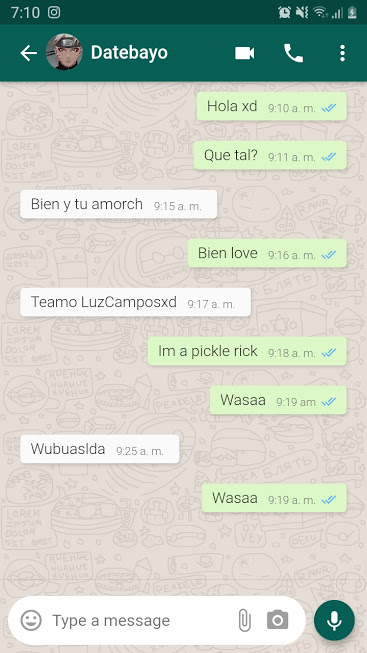 7:10
Datebayo
Hola xd 9:10 a. m.
Que tal? 9:11 a. m.
Bien y tu amorch 9:15 a. m.
Bien love 9:16 a. m.
Teamo LuzCamposxd 9:17 a. m.
Im a pickle rick 9:18 a. m.
Wasaa 9:19 am
Wubuaslda 9:25 a. m.
Wasaa 9:19 a. m.
Type a message